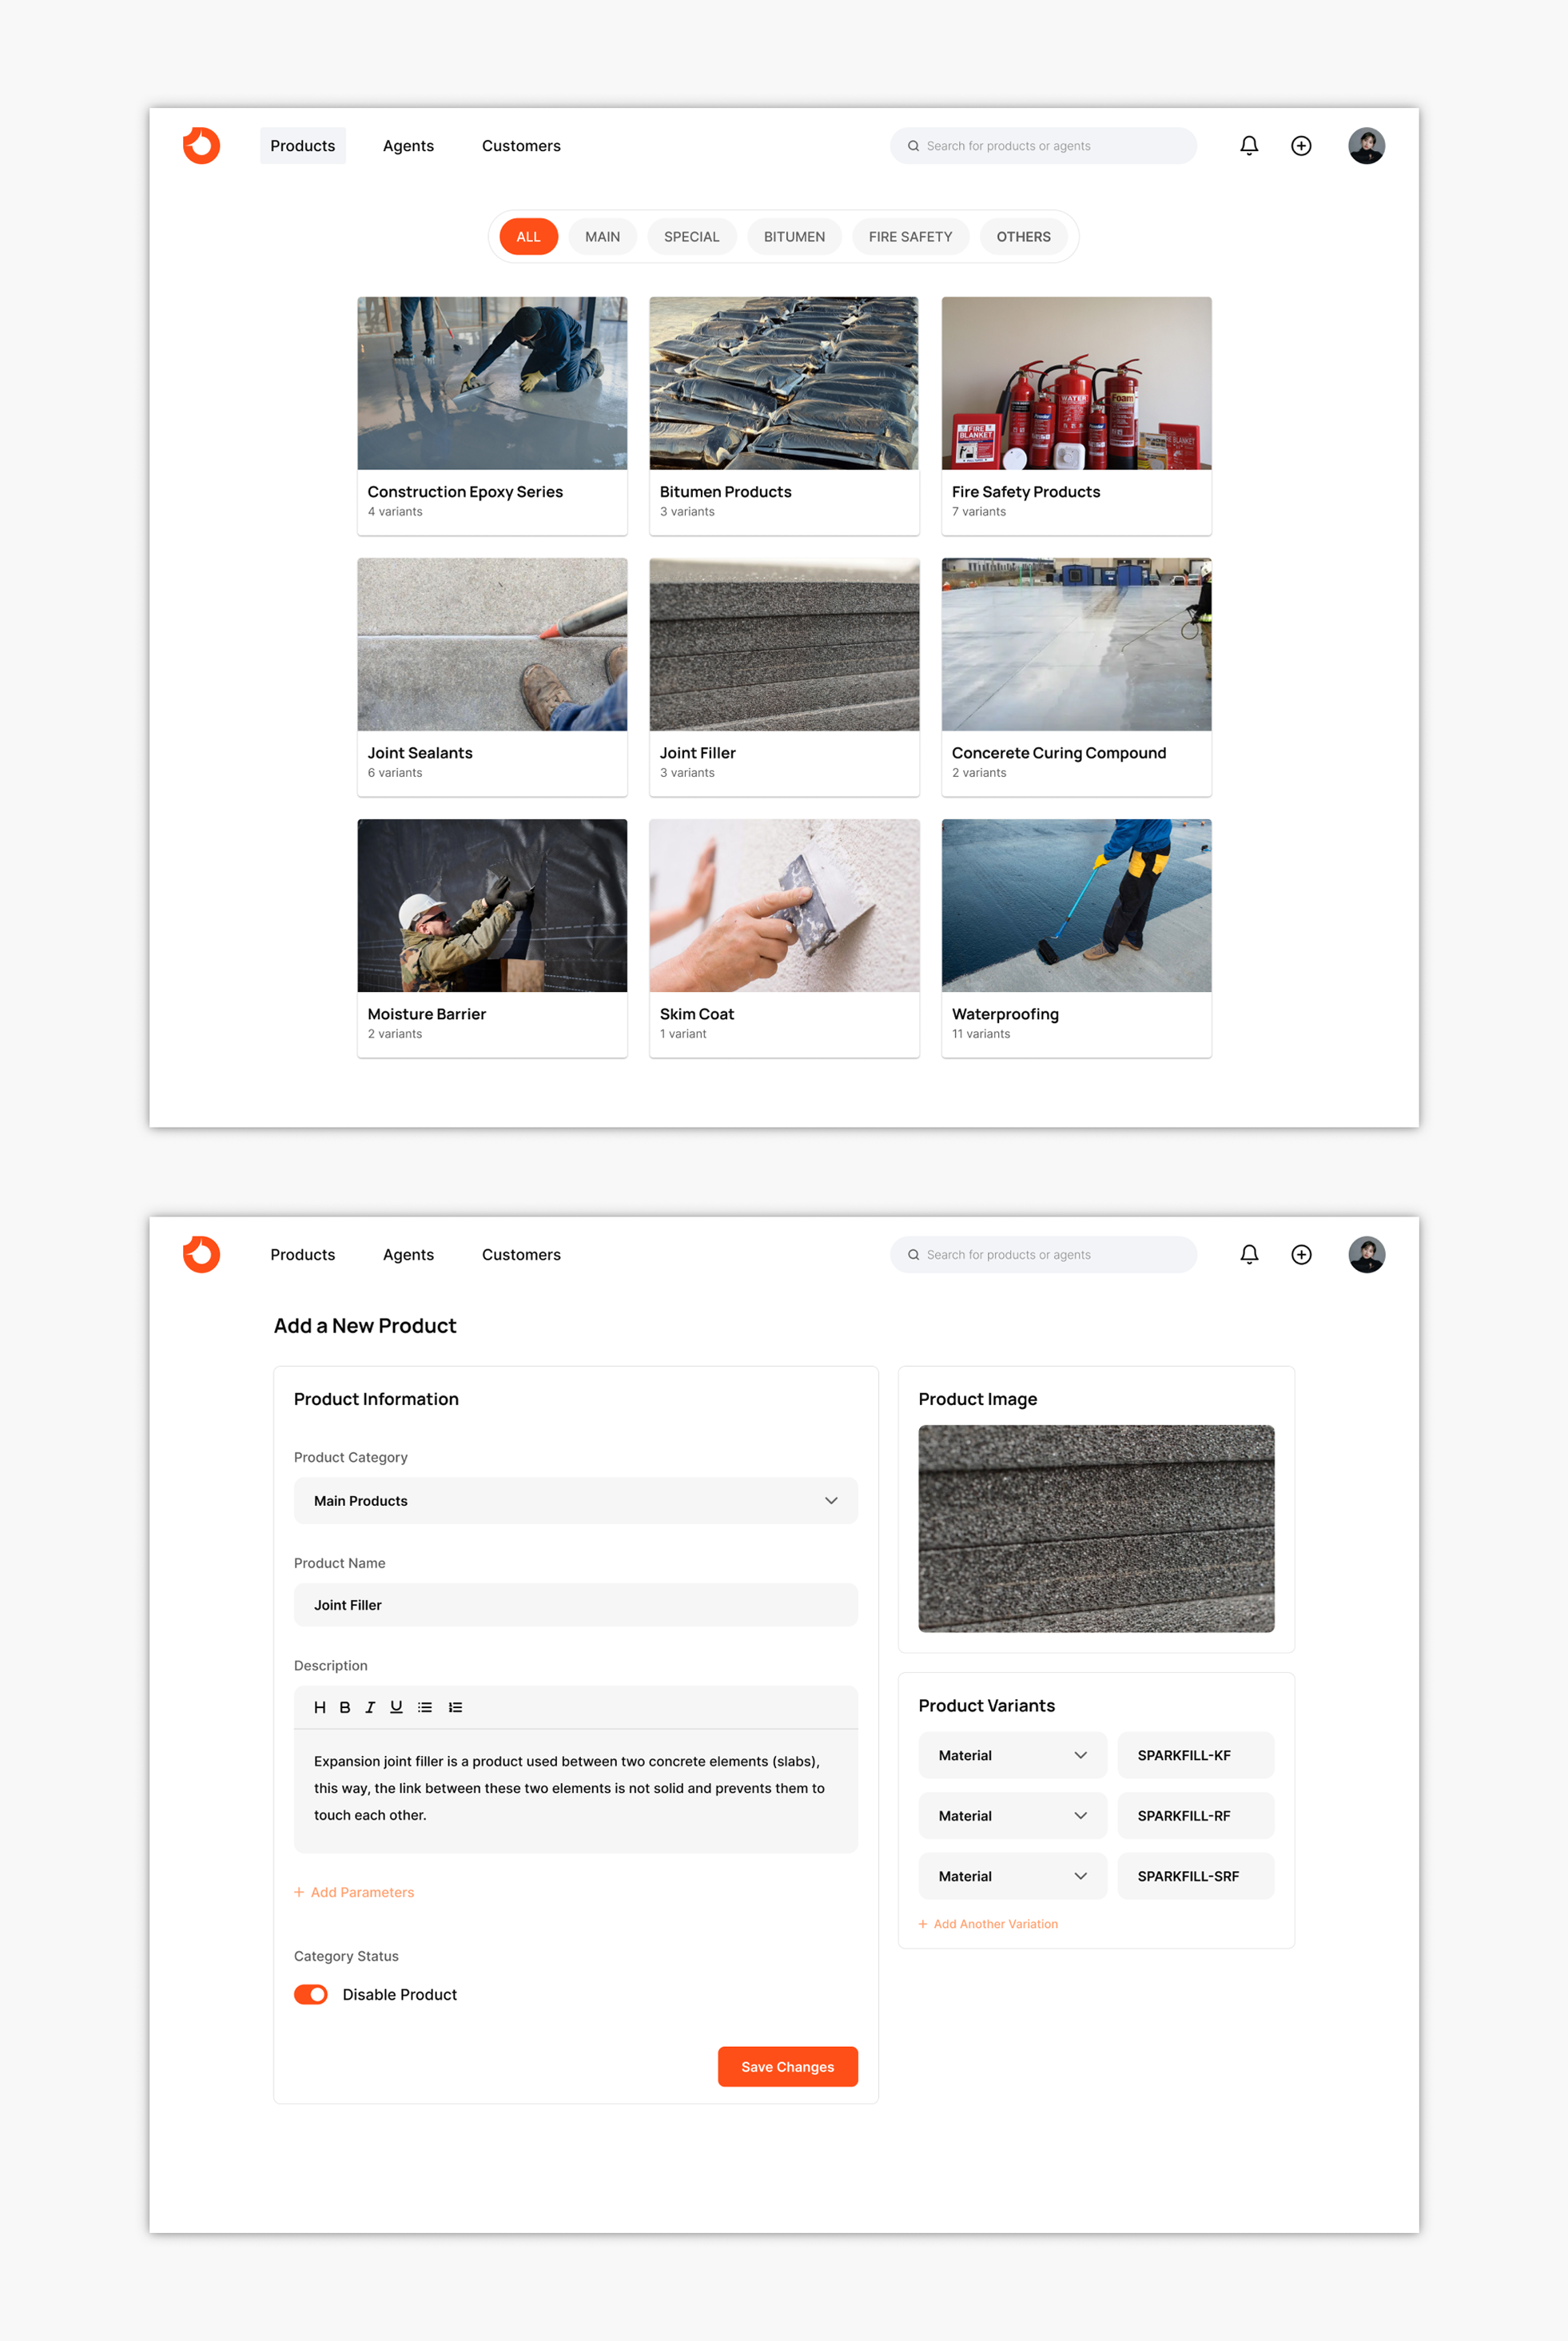 Products Agents Customers Search for products or agents
ALL MAIN SPECIAL BITUMEN FIRE SAFETY OTHERS
FIRE BLANKET WATER Powder Foam FIRE BLANKET
Construction Epoxy Series
4 variants
Bitumen Products
3 variants
Fire Safety Products
7 variants
Joint Sealants
6 variants
Joint Filler
3 variants
Concerete Curing Compound
2 variants
Moisture Barrier
2 variants
Skim Coat
1 variant
Waterproofing
11 variants
Products Agents Customers Search for products or agents
Add a New Product
Product Information
Product Category
Main Products
Product Name
Joint Filler
Description
H B I U
Expansion joint filler is a product used between two concrete elements (slabs),
this way, the link between these two elements is not solid and prevents them to
touch each other.
+ Add Parameters
Category Status
Disable Product
Save Changes
Product Image
Product Variants
Material SPARKFILL-KF
Material SPARKFILL-RF
Material SPARKFILL-SRF
+ Add Another Variation